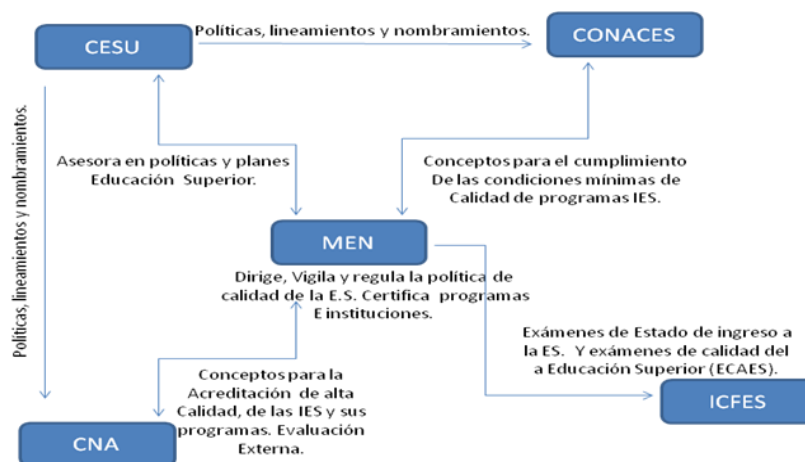 Políticas, lineamientos y nombramientos.
CESU
CONACES
Políticas, lineamientos y nombramientos.
Asesora en políticas y planes
Educación Superior.
Conceptos para el cumplimiento
De las condiciones mínimas de
Calidad de programas IES.
MEN
Dirige, Vigila y regula la política de
calidad de la E.S. Certifica programas
E instituciones.
Exámenes de Estado de ingreso a
la ES. Y exámenes de calidad del
a Educación Superior (ECAES).
Conceptos para la
Acreditación de alta
Calidad, de las IES y sus
programas. Evaluación
Externa.
ICFES
CNA